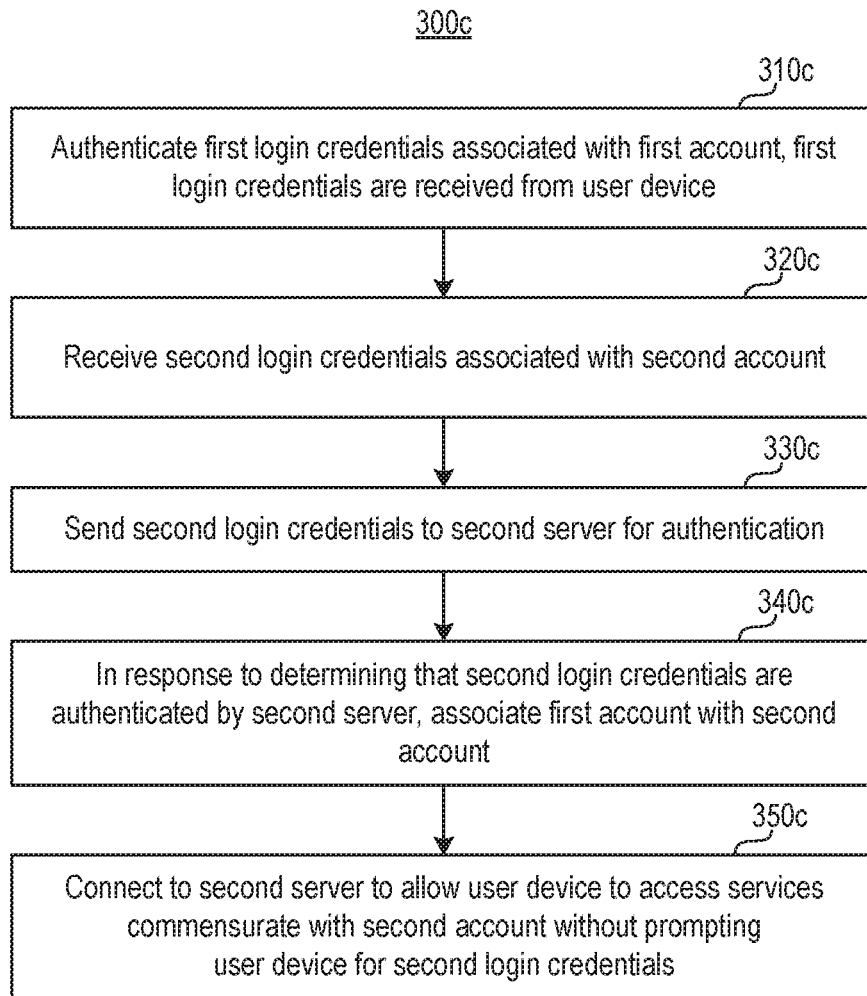 300c
310c
Authenticate first login credentials associated with first account, first
login credentials are received from user device
320c
Receive second login credentials associated with second account
330c
Send second login credentials to second server for authentication
340c
In response to determining that second login credentials are
authenticated by second server, associate first account with second
account
350c
Connect to second server to allow user device to access services
commensurate with second account without prompting
user device for second login credentials